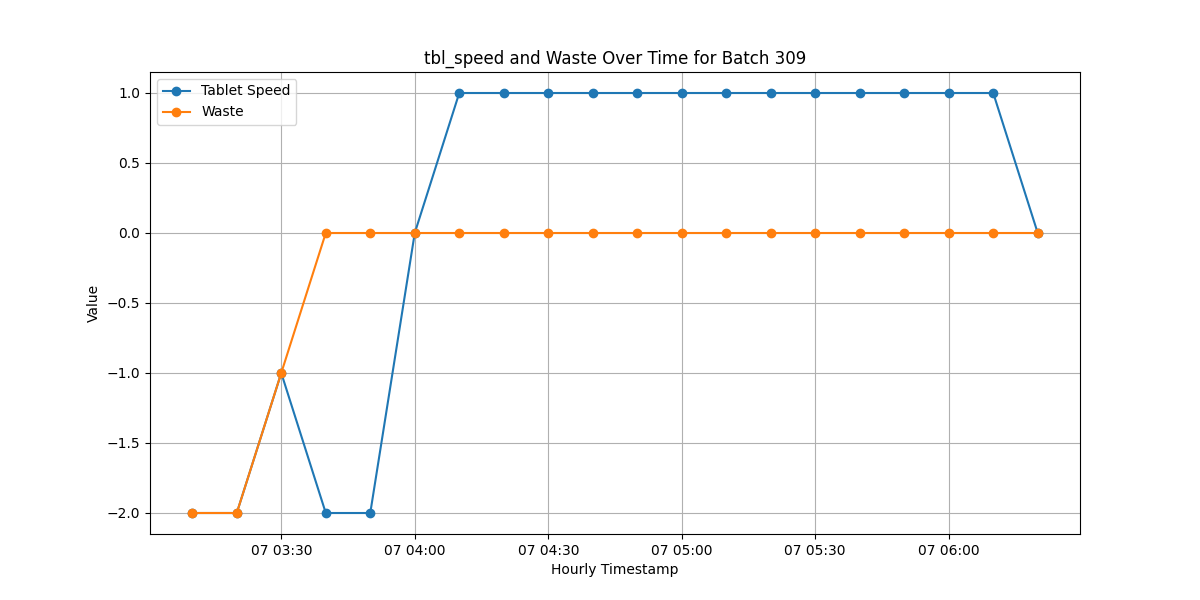 tbl_speed and Waste Over Time for Batch 309
Tablet Speed
Waste
1.0
0.5
0.0
−0.5
−1.0
−1.5
−2.0
Value
07 03:30 07 04:00 07 04:30 07 05:00 07 05:30 07 06:00
Hourly Timestamp